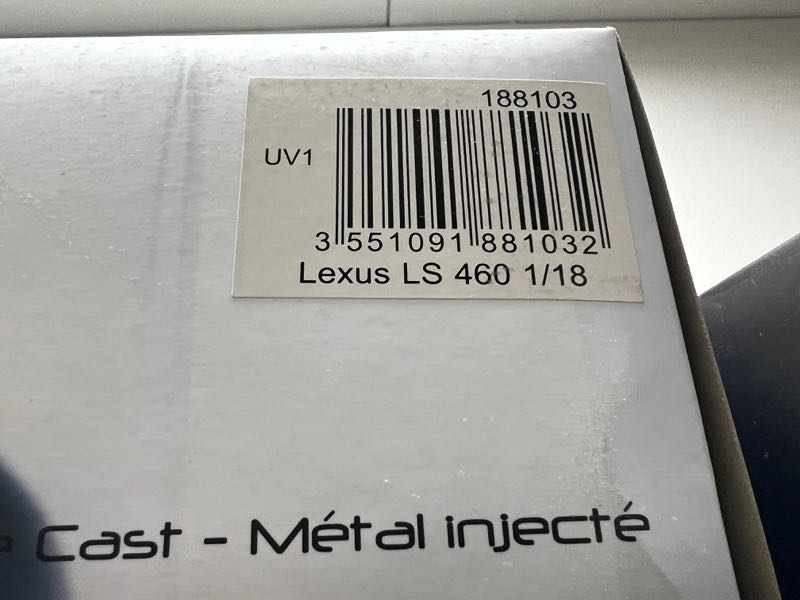 188103
UV1
3 551091 881032
Lexus LS 460 1/18
Cast - Métal injecté